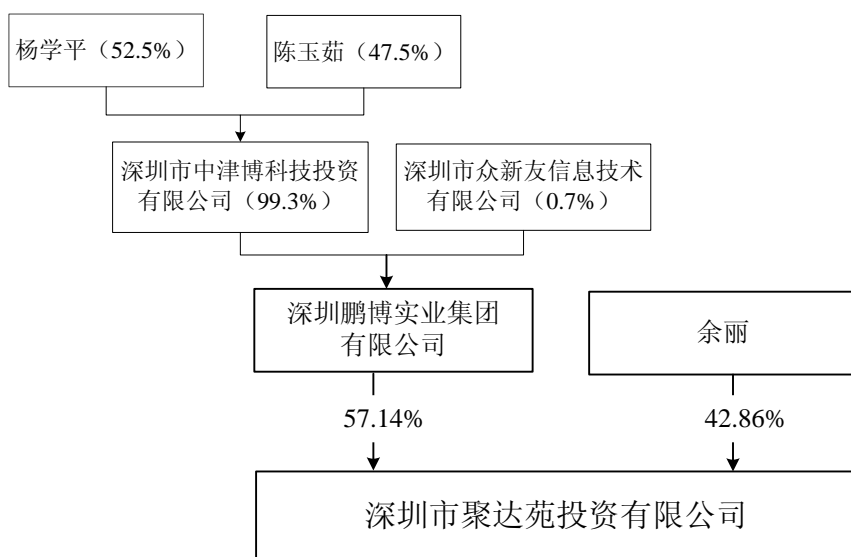 杨学平（52.5%）
陈玉茹（47.5%）
深圳市中津博科技投资
有限公司（99.3%）
深圳市众新友信息技术
有限公司（0.7%）
深圳鹏博实业集团
有限公司
余丽
57.14%
42.86%
深圳市聚达苑投资有限公司